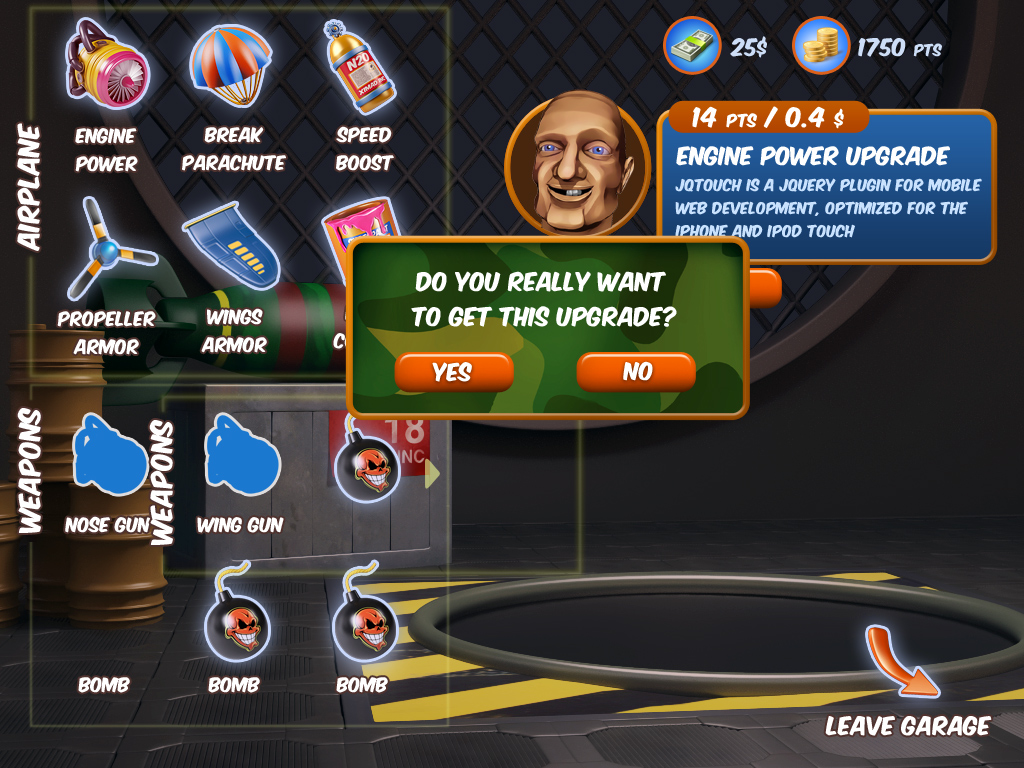 25$
1750 PTS
14 PTS / 0.4 $
ENGINE POWER UPGRADE
JQTOUCH IS A JQUERY PLUGIN FOR MOBILE
WEB DEVELOPMENT, OPTIMIZED FOR THE
IPHONE AND IPOD TOUCH
AIRPLANE
N20
ENGINE
POWER
BREAK
PARACHUTE
SPEED
BOOST
PROPELLER
ARMOR
WINGS
ARMOR
DO YOU REALLY WANT
TO GET THIS UPGRADE?
YES
NO
WEAPONS
WEAPONS
18
INC.
NOSE GUN
WING GUN
BOMB
BOMB
BOMB
LEAVE GARAGE